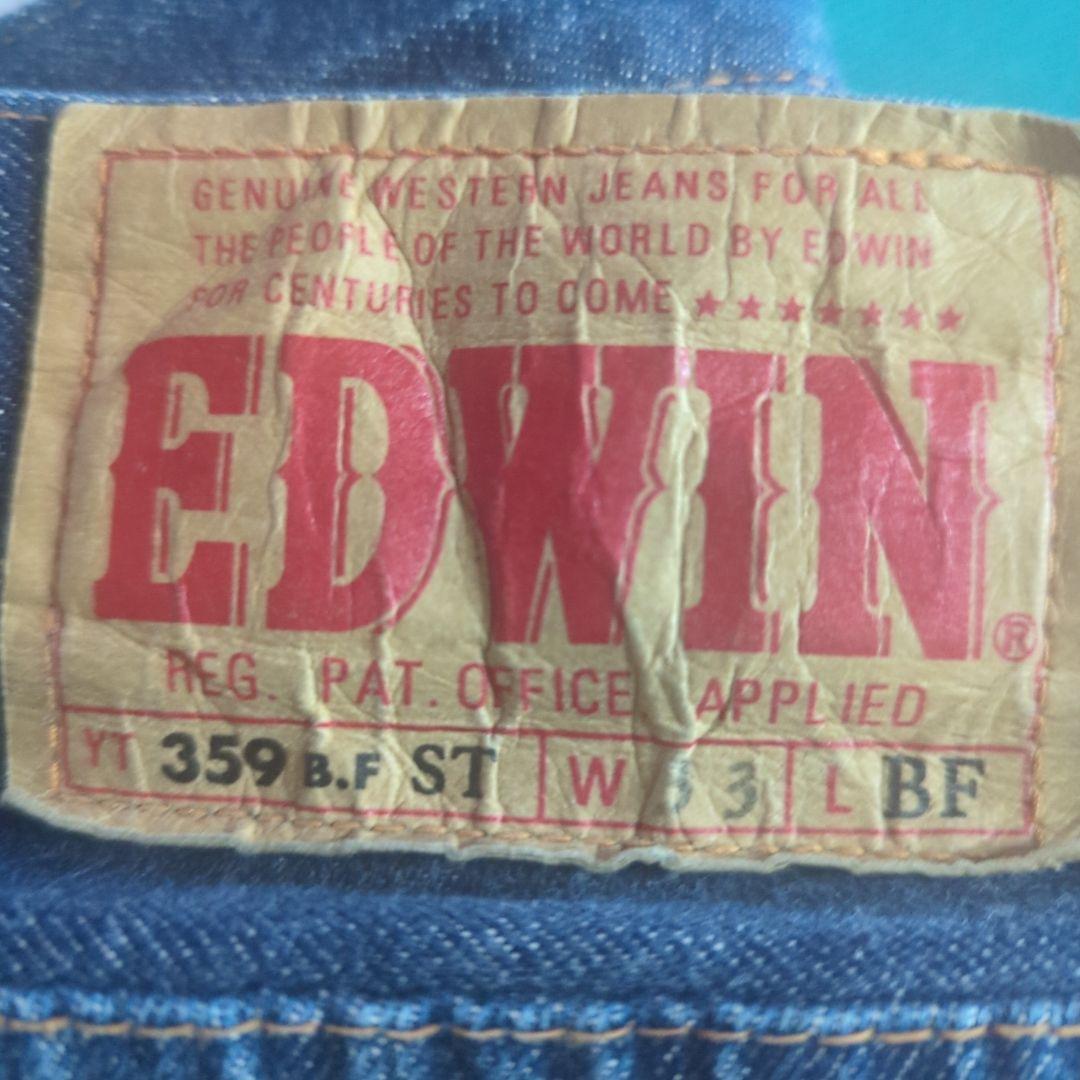 GENUINE WESTERN JEANS FOR ALL
THE PEOPLE OF THE WORLD BY EDWIN
FOR CENTURIES TO COME ★★★★★★★
EDWIN®
REG. PAT. OFFICE APPLIED
YT 359 B.F ST W 33 L BF